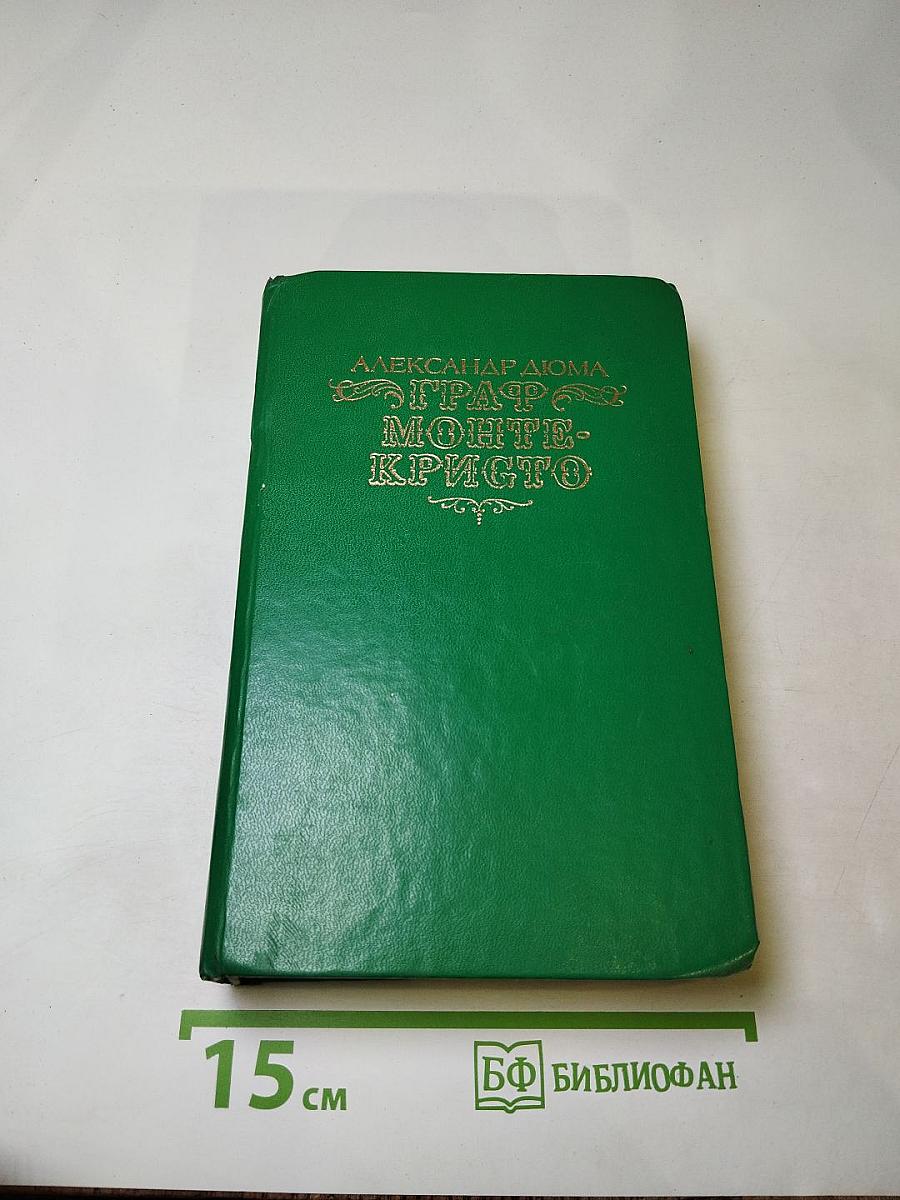 АЛЕКСАНДР ДЮМА
ГРАФ
МОНТЕ-
КРИСТО
15 см
БФ БИБЛИОФАН